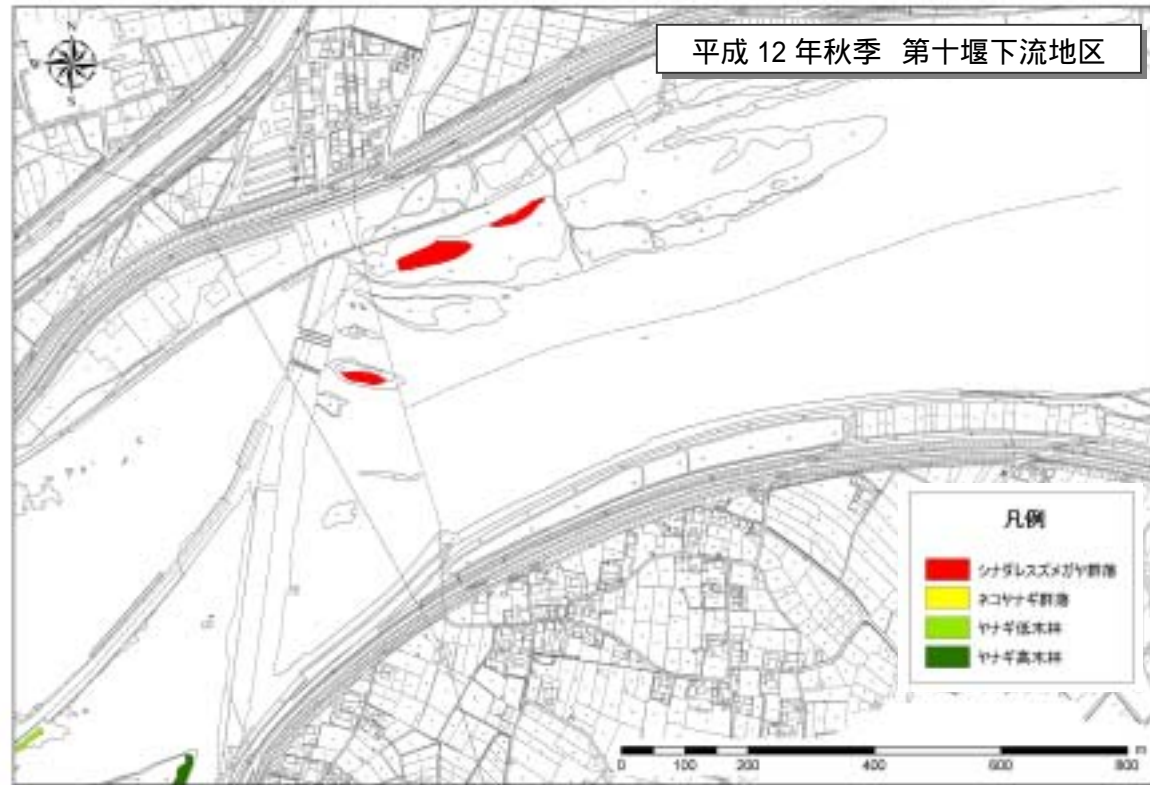 平成 12 年秋季 第十堰下流地区
N
S
凡例
シナダレスズメガヤ群落
ネコヤナギ群落
ヤナギ低木林
ヤナギ高木林
m
0 100 200 400 600 800